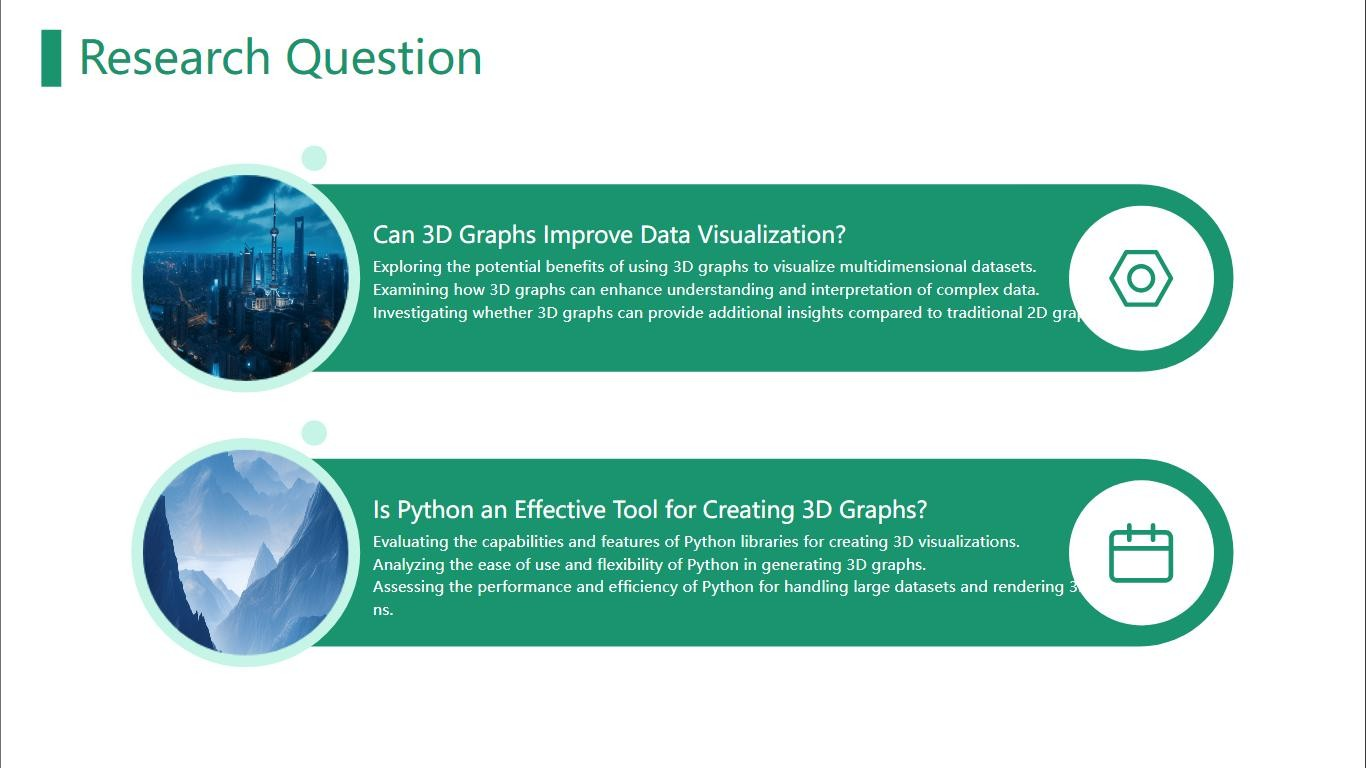 Research Question
Can 3D Graphs Improve Data Visualization?
Exploring the potential benefits of using 3D graphs to visualize multidimensional datasets.
Examining how 3D graphs can enhance understanding and interpretation of complex data.
Investigating whether 3D graphs can provide additional insights compared to traditional 2D
Is Python an Effective Tool for Creating 3D Graphs?
Evaluating the capabilities and features of Python libraries for creating 3D visualizations.
Analyzing the ease of use and flexibility of Python in generating 3D graphs.
Assessing the performance and efficiency of Python for handling large datasets and rendering
ns.